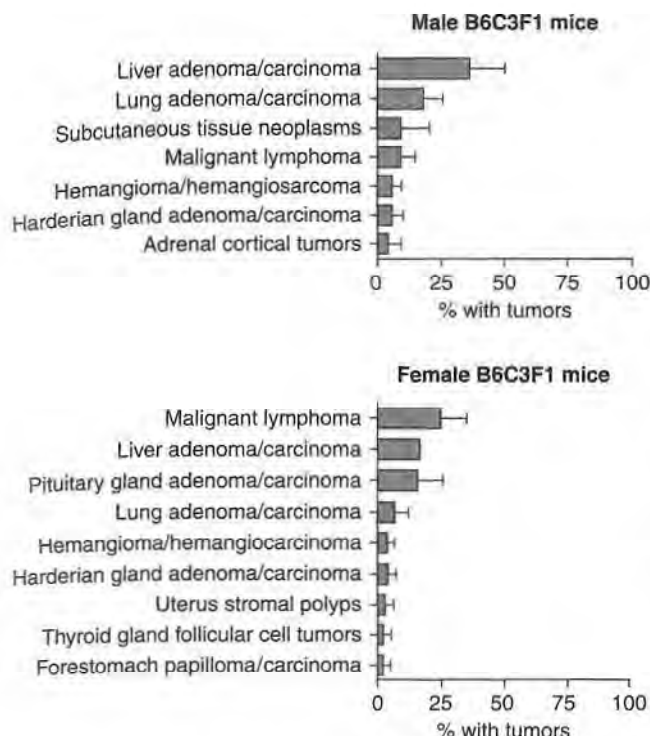 Male B6C3F1 mice
Liver adenoma/carcinoma
Lung adenoma/carcinoma
Subcutaneous tissue neoplasms
Malignant lymphoma
Hemangioma/hemangiosarcoma
Harderian gland adenoma/carcinoma
Adrenal cortical tumors
0 25 50 75 100
% with tumors
Female B6C3F1 mice
Malignant lymphoma
Liver adenoma/carcinoma
Pituitary gland adenoma/carcinoma
Lung adenoma/carcinoma
Hemangioma/hemangiocarcinoma
Harderian gland adenoma/carcinoma
Uterus stromal polyps
Thyroid gland follicular cell tumors
Forestomach papilloma/carcinoma
0 25 50 75 100
% with tumors